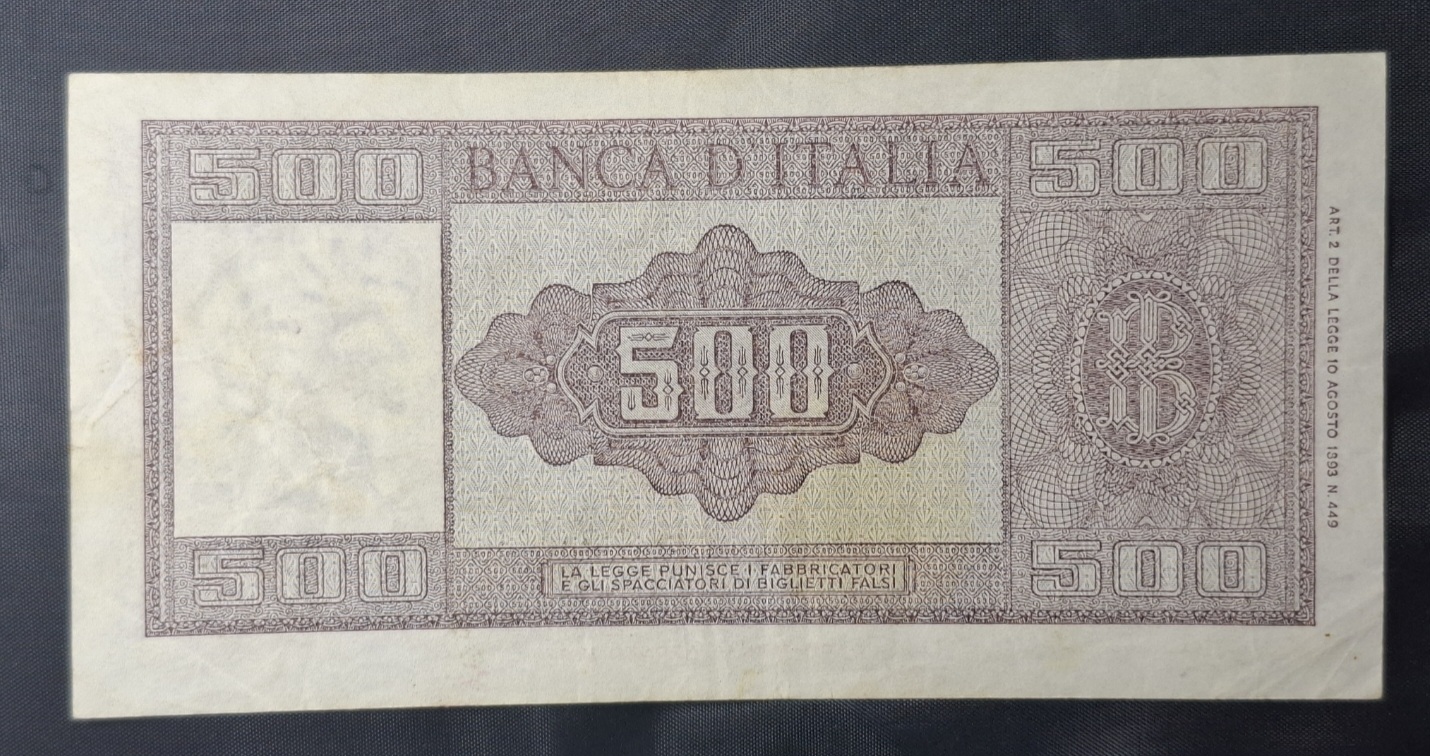 500 BANCA D'ITALIA 500
500
B
500 500
LA LEGGE PUNISCE I FABBRICATORI
E GLI SPACCIATORI DI BIGLIETTI FALSI
ART. 2 DELLA LEGGE 10 AGOSTO 1893 N. 449